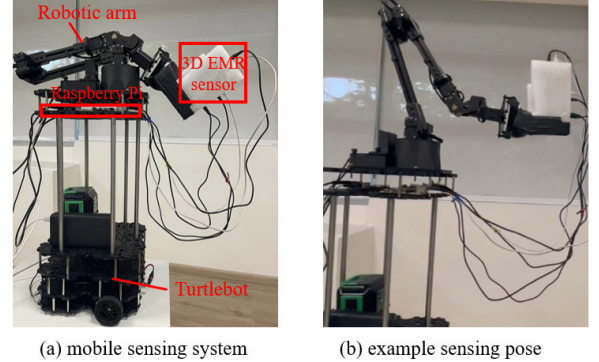 Robotic arm
3D EMR
sensor
Raspberry Pi
Turtlebot
(a) mobile sensing system
(b) example sensing pose